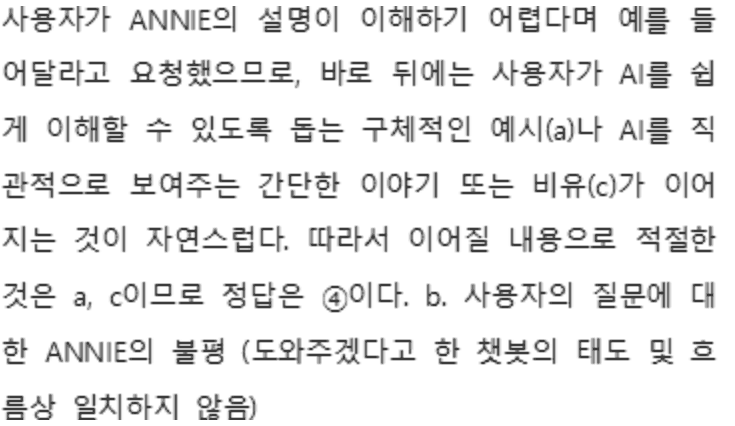 사용자가 ANNIE의 설명이 이해하기 어렵다며 예를 들
어달라고 요청했으므로, 바로 뒤에는 사용자가 AI를 쉽
게 이해할 수 있도록 돕는 구체적인 예시(a)나 AI를 직
관적으로 보여주는 간단한 이야기 또는 비유(c)가 이어
지는 것이 자연스럽다. 따라서 이어질 내용으로 적절한
것은 a, c이므로 정답은 ④이다. b. 사용자의 질문에 대
한 ANNIE의 불평 (도와주겠다고 한 챗봇의 태도 및 흐
름상 일치하지 않음)